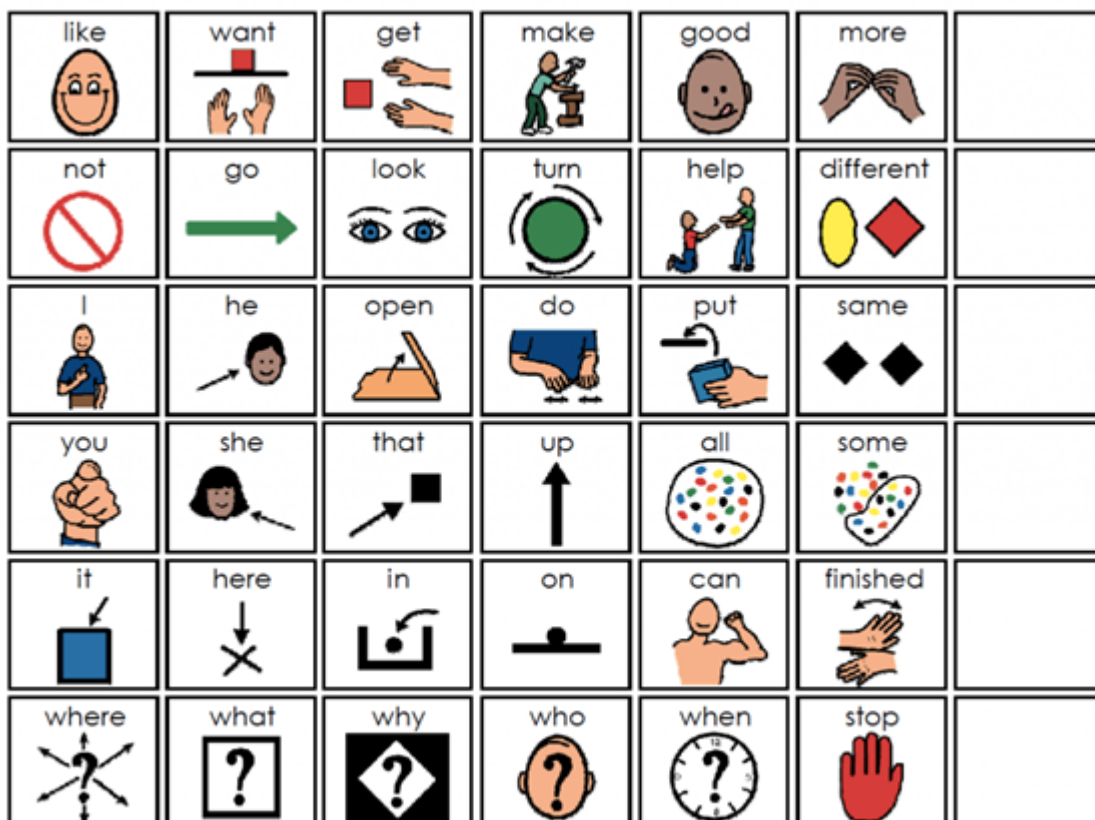 like want get make good more
not go look turn help different
I he open do put same
you she that up all some
it here in on can finished
where what why who when stop